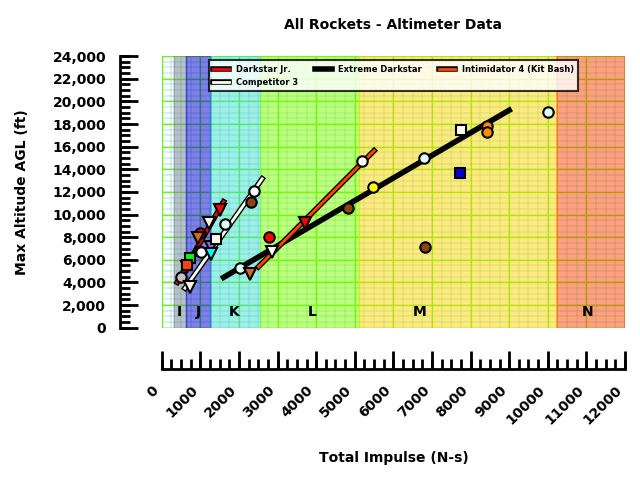 All Rockets - Altimeter Data
Darkstar Jr.
Extreme Darkstar
Intimidator 4 (Kit Bash)
Competitor 3
Max Altitude AGL (ft)
24,000
22,000
20,000
18,000
16,000
14,000
12,000
10,000
8,000
6,000
4,000
2,000
0
I J K L M N
0 1000 2000 3000 4000 5000 6000 7000 8000 9000 10000 11000 12000
Total Impulse (N-s)